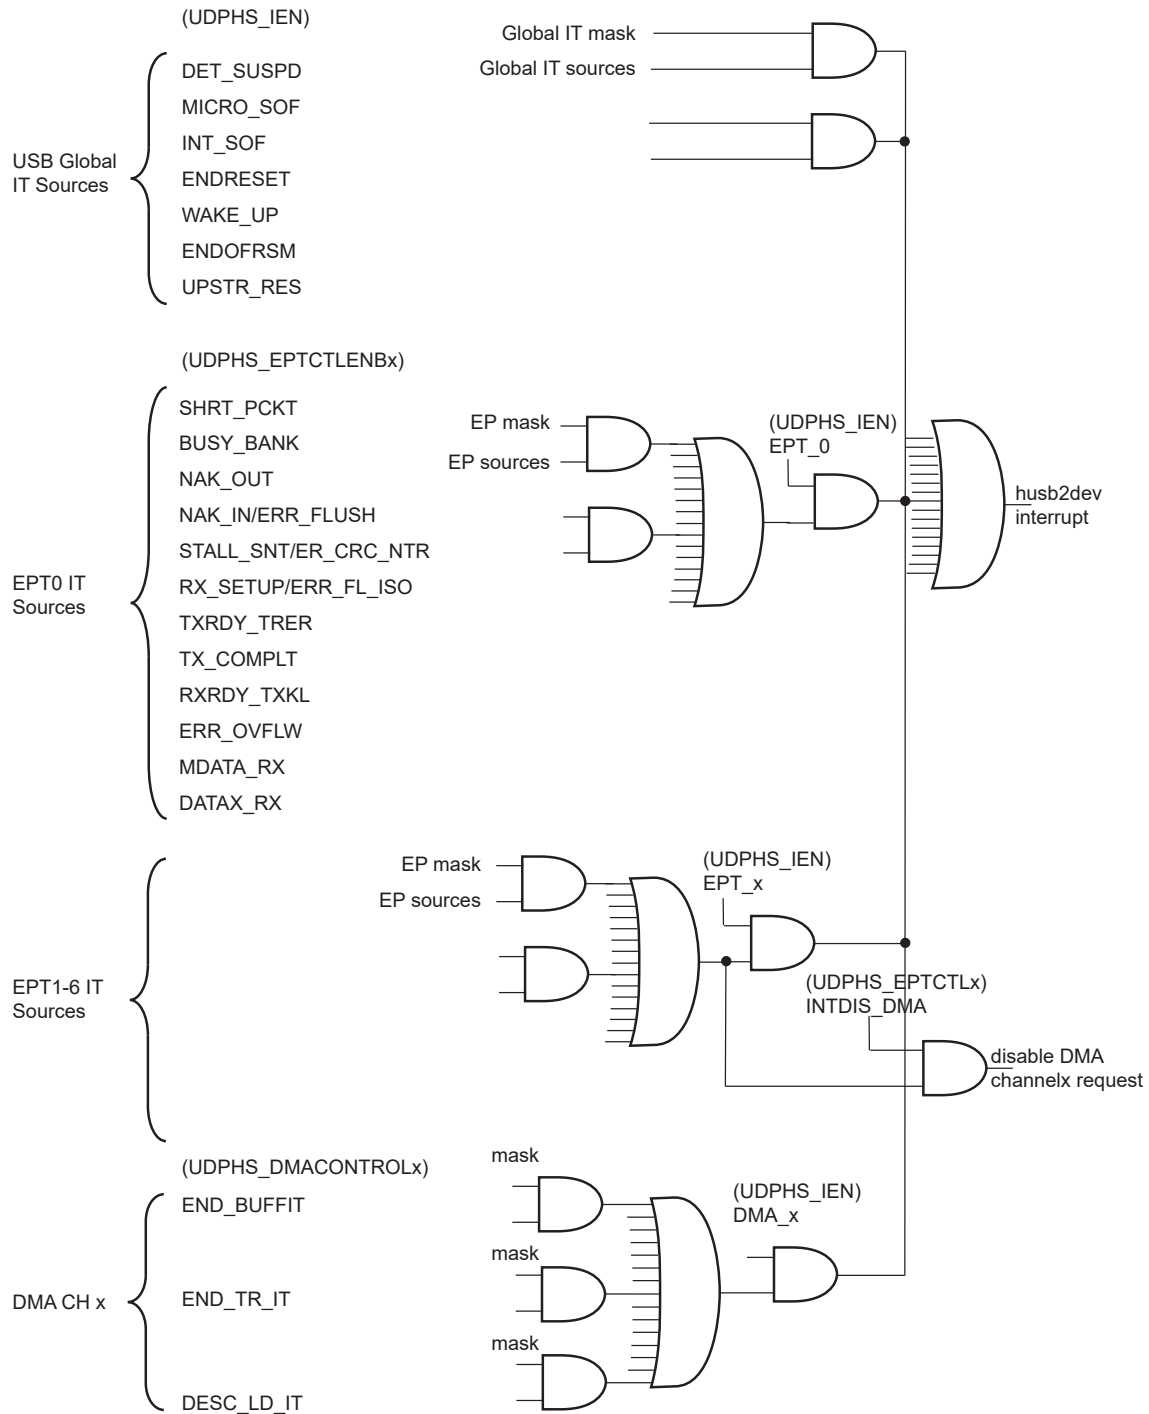 (UDPHS_IEN)
Global IT mask
Global IT sources
DET_SUSPD
MICRO_SOF
INT_SOF
USB Global
IT Sources
ENDRESET
WAKE_UP
ENDOFRSM
UPSTR_RES
(UDPHS_EPTCTLENBx)
SHRT_PCKT
BUSY_BANK
NAK_OUT
NAK_IN/ERR_FLUSH
STALL_SNT/ER_CRC_NTR
EPT0 IT
Sources
RX_SETUP/ERR_FL_ISO
TXRDY_TRER
TX_COMPLT
RXRDY_TXKL
ERR_OVFLW
MDATA_RX
DATAX_RX
EP mask
EP sources
(UDPHS_IEN)
EPT_0
husb2dev
interrupt
EP mask
EP sources
(UDPHS_IEN)
EPT_x
EPT1-6 IT
Sources
(UDPHS_EPTCTLx)
INTDIS_DMA
disable DMA
channelx request
(UDPHS_DMACONTROLx)
mask
END_BUFFIT
(UDPHS_IEN)
DMA_x
mask
DMA CH x
END_TR_IT
mask
DESC_LD_IT